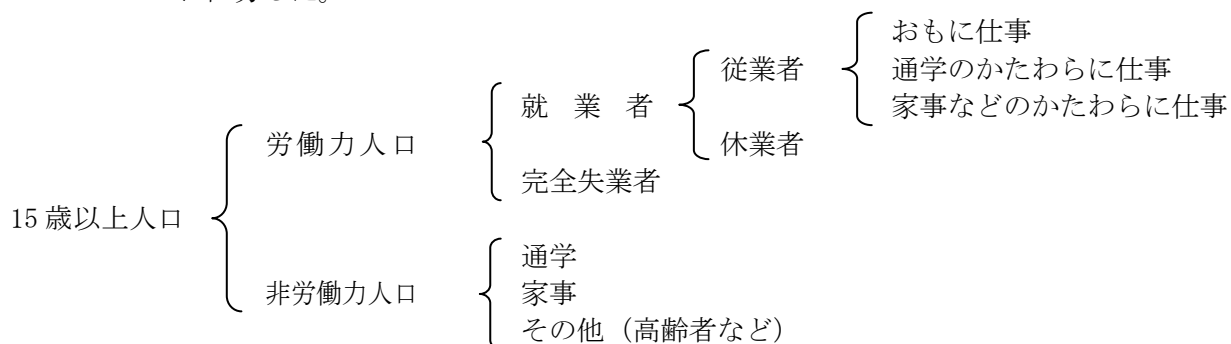 おもに仕事
従業者
通学のかたわらに仕事
就 業 者
家事などのかたわらに仕事
労働力人口
休業者
完全失業者
15 歳以上人口
通学
非労働力人口
家事
その他（高齢者など）